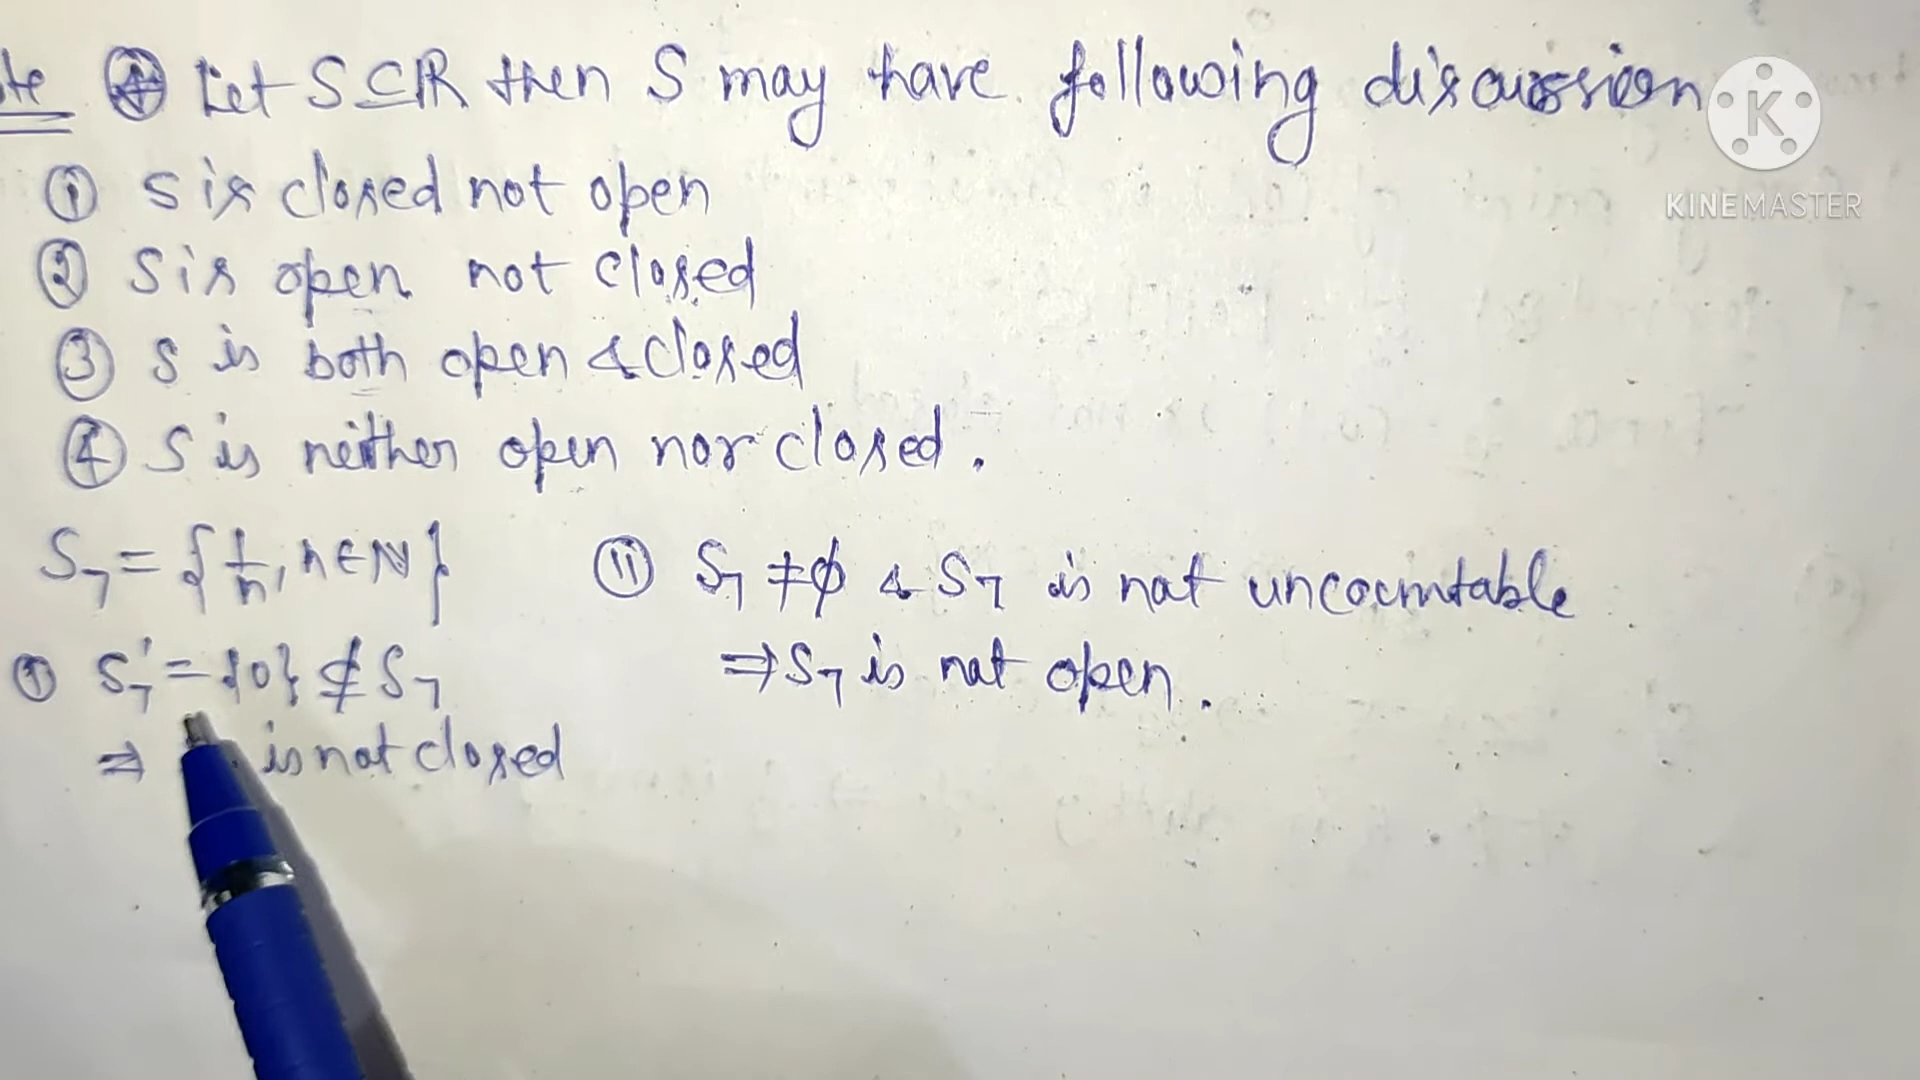 Let S ⊆ ℝ then S may have following discussion
① S is closed not open
② S is open not closed
③ S is both open & closed
④ S is neither open nor closed.
S₇ = {1/n, n∈ℕ}
① S₇' = {0} ⊄ S₇
⇒ is not closed
⑪ S₇ ≠ ϕ & S₇ is not uncountable
⇒ S₇ is not open.
K
KINEMASTER